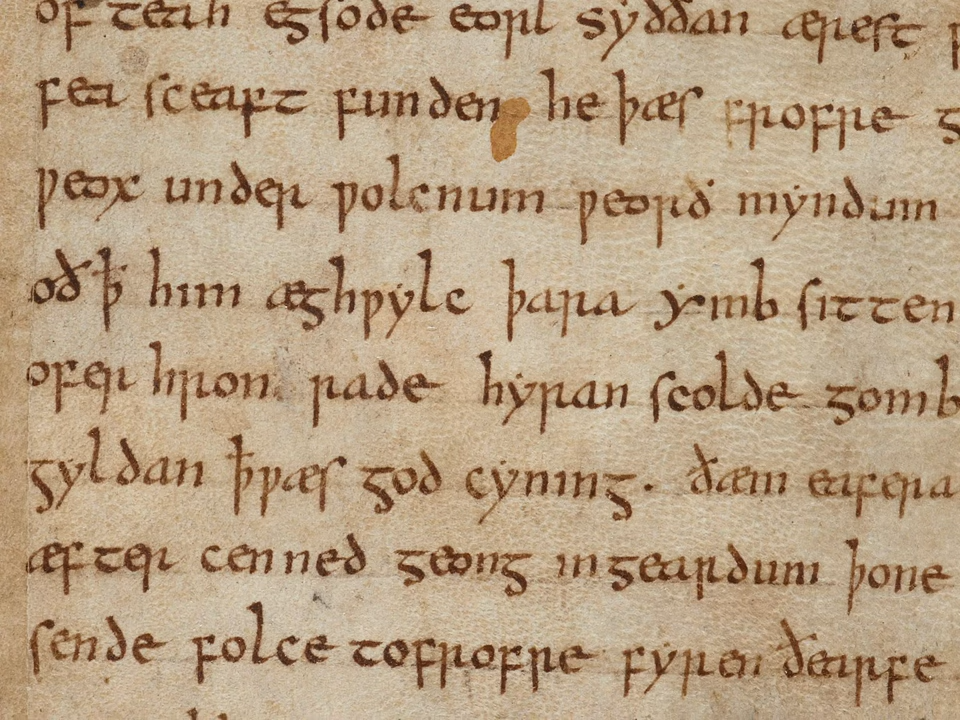 of teah egsode eorl syððan ærest
fea sceaft funden he þæs frofre g
ƿeox under ƿolcnum ƿeorð myndum
oð ꝥ him æghƿylc þara ymb sitten
ofer hron rade hyran scolde gomb
gyldan ꝥ ƿæs god cyning. ðæm eafera
æfter cenned geong in geardum þone
sende folce tofrofre fyren ðearfe